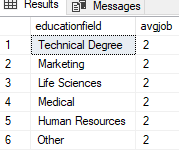 Results Messages
educationfield avgjob
1 Technical Degree 2
2 Marketing 2
3 Life Sciences 2
4 Medical 2
5 Human Resources 2
6 Other 2